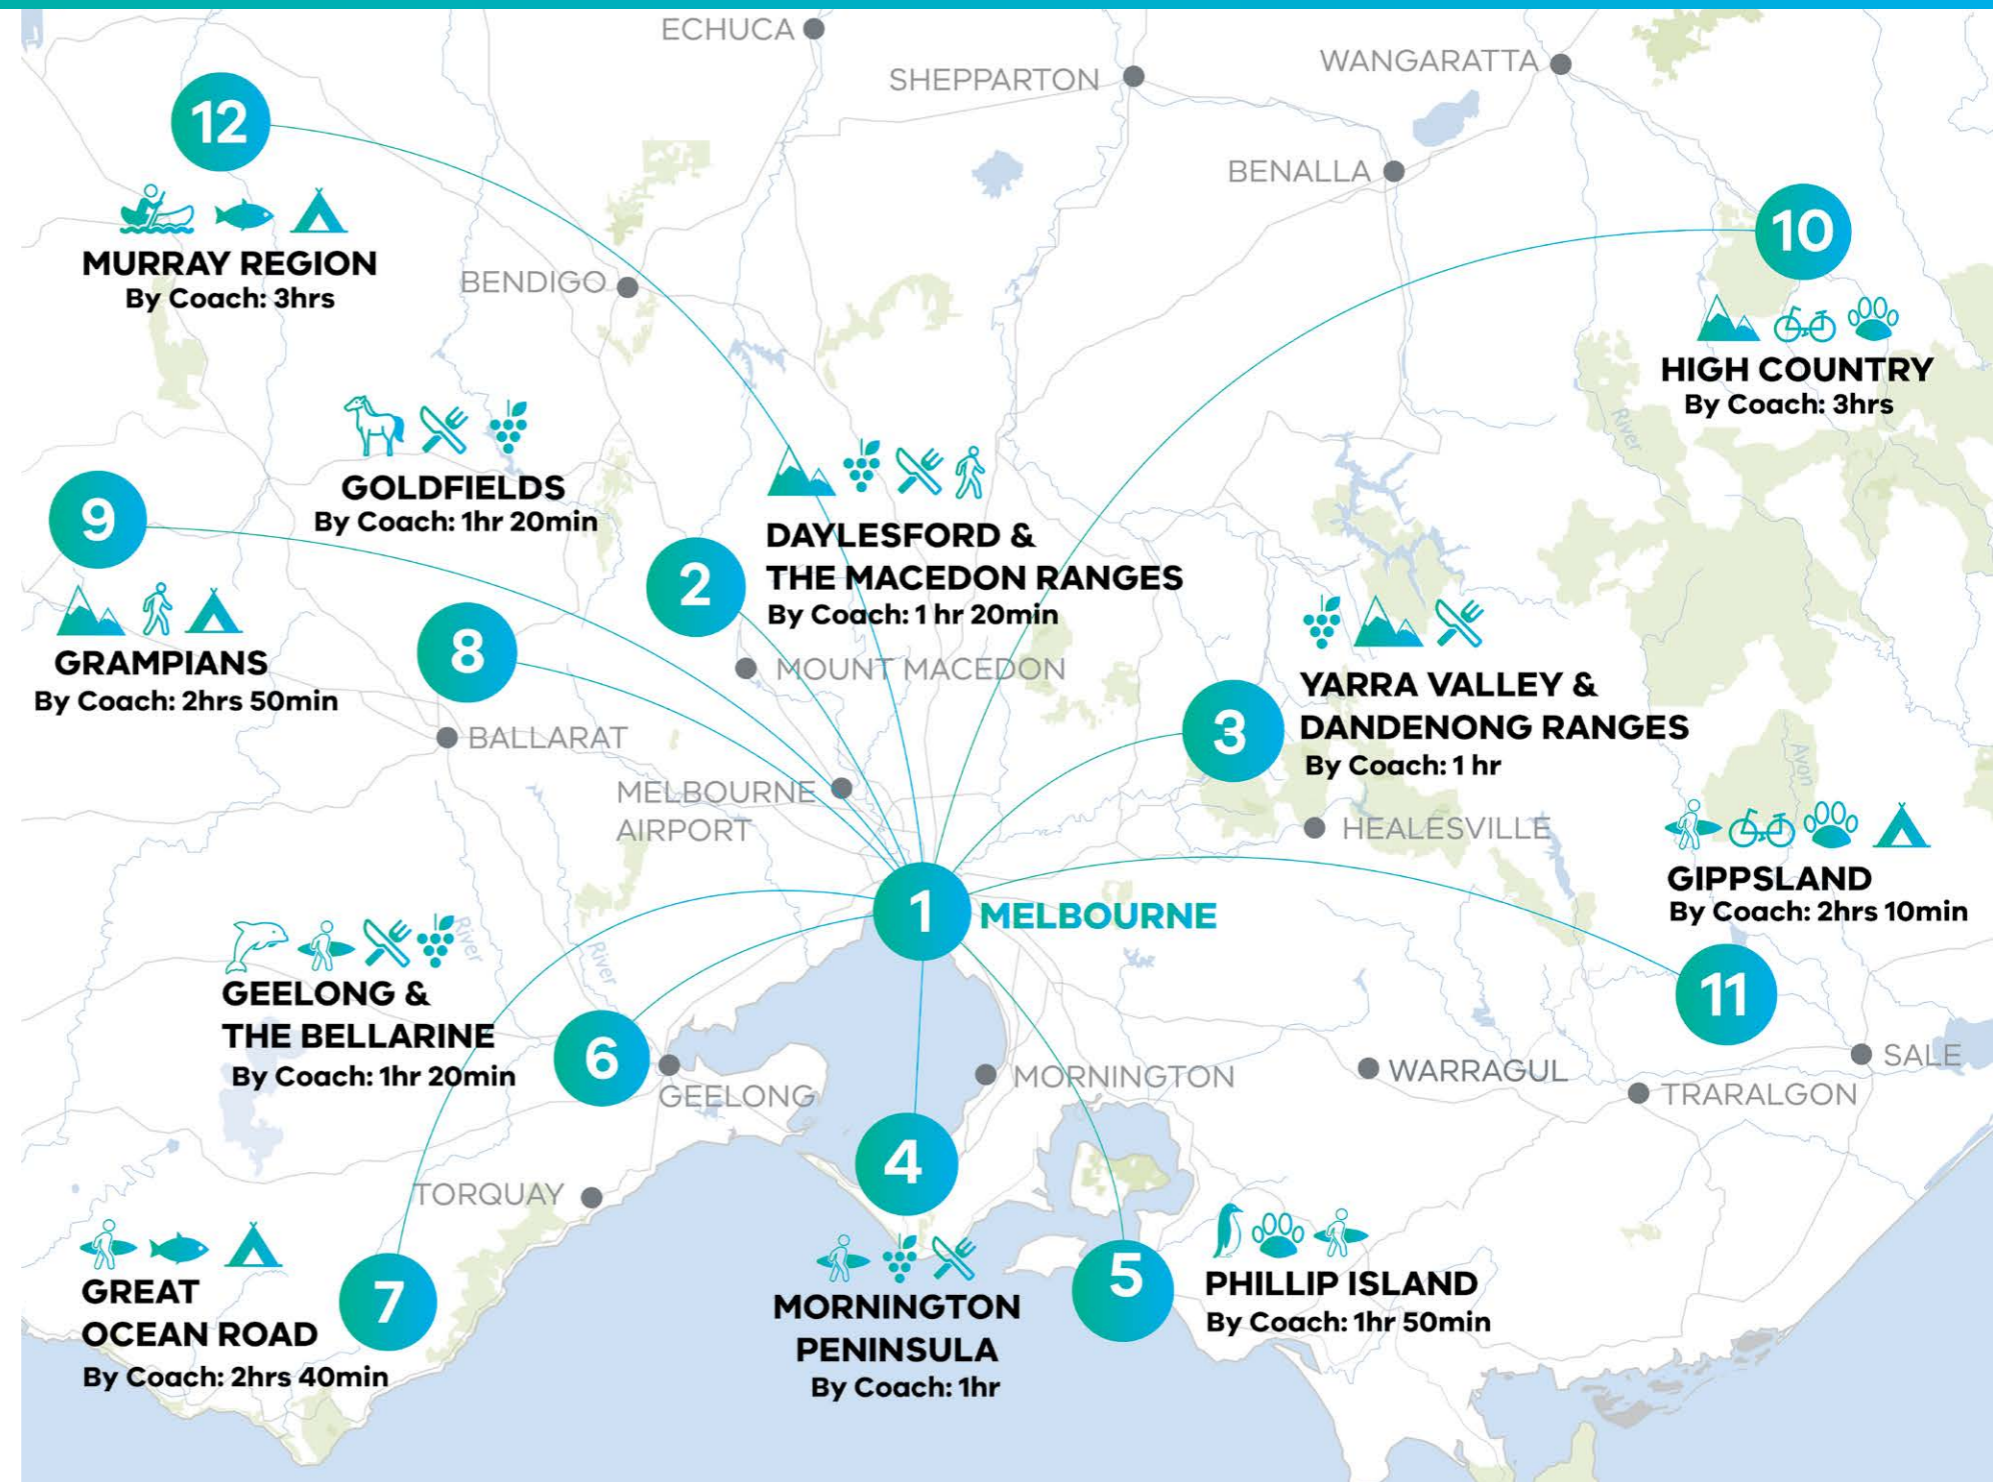 ECHUCA
SHEPPARTON
WANGARATTA
BENALLA
12
MURRAY REGION
By Coach: 3hrs
BENDIGO
10
HIGH COUNTRY
By Coach: 3hrs
River
GOLDFIELDS
By Coach: 1hr 20min
9
GRAMPIANS
By Coach: 2hrs 50min
8
BALLARAT
2
DAYLESFORD &
THE MACEDON RANGES
By Coach: 1 hr 20min
MOUNT MACEDON
3
YARRA VALLEY &
DANDENONG RANGES
By Coach: 1 hr
HEALESVILLE
Avon
MELBOURNE
AIRPORT
1
MELBOURNE
GIPPSLAND
By Coach: 2hrs 10min
11
River
River
GEELONG &
THE BELLARINE
By Coach: 1hr 20min
6
GEELONG
MORNINGTON
WARRAGUL
SALE
TRARALGON
TORQUAY
4
MORNINGTON
PENINSULA
By Coach: 1hr
5
PHILLIP ISLAND
By Coach: 1hr 50min
GREAT
OCEAN ROAD
By Coach: 2hrs 40min
7